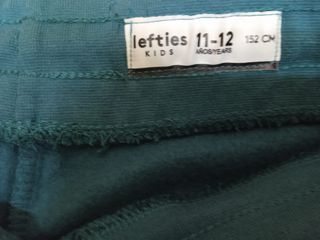 lefties
KIDS
11-12
AÑOS/YEARS
152 CM